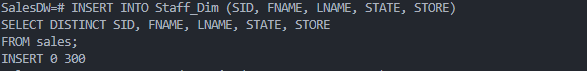 SalesDW=# INSERT INTO Staff_Dim (SID, FNAME, LNAME, STATE, STORE)
SELECT DISTINCT SID, FNAME, LNAME, STATE, STORE
FROM sales;
INSERT 0 300